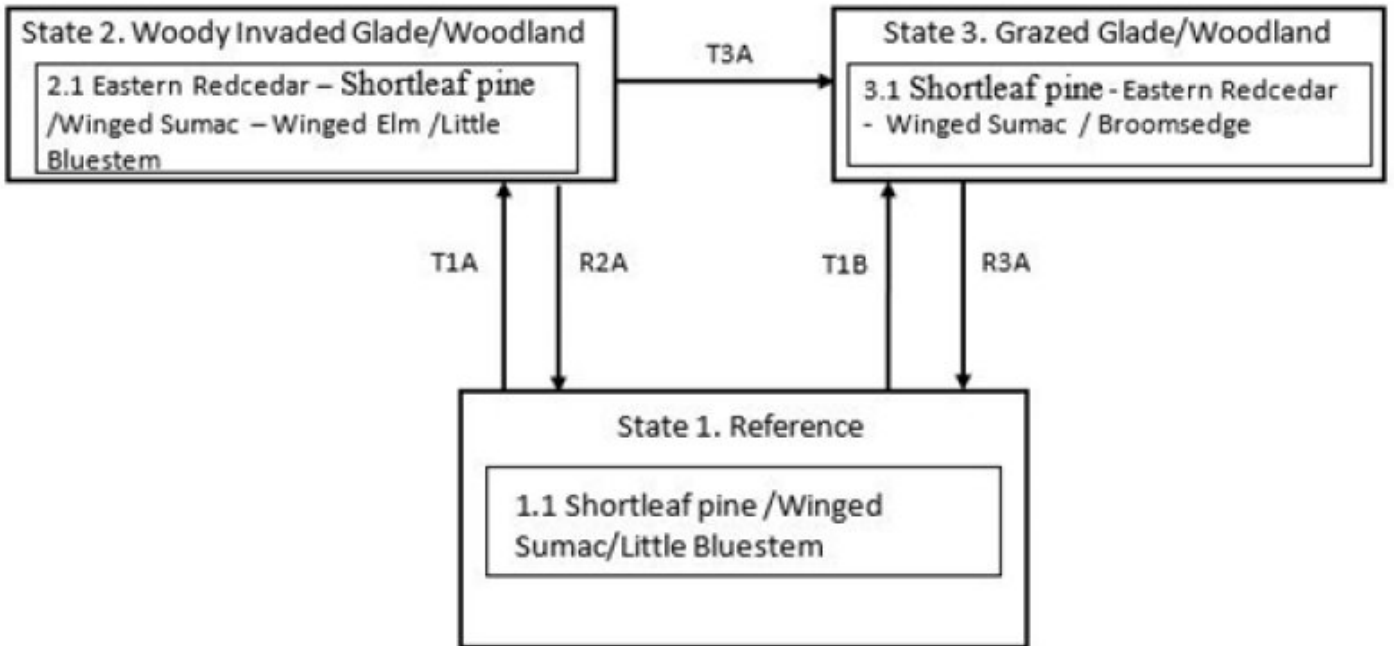 State 2. Woody Invaded Glade/Woodland
2.1 Eastern Redcedar – Shortleaf pine
/Winged Sumac – Winged Elm /Little
Bluestem
T3A
State 3. Grazed Glade/Woodland
3.1 Shortleaf pine - Eastern Redcedar
- Winged Sumac / Broomsedge
T1A
R2A
T1B
R3A
State 1. Reference
1.1 Shortleaf pine /Winged
Sumac/Little Bluestem